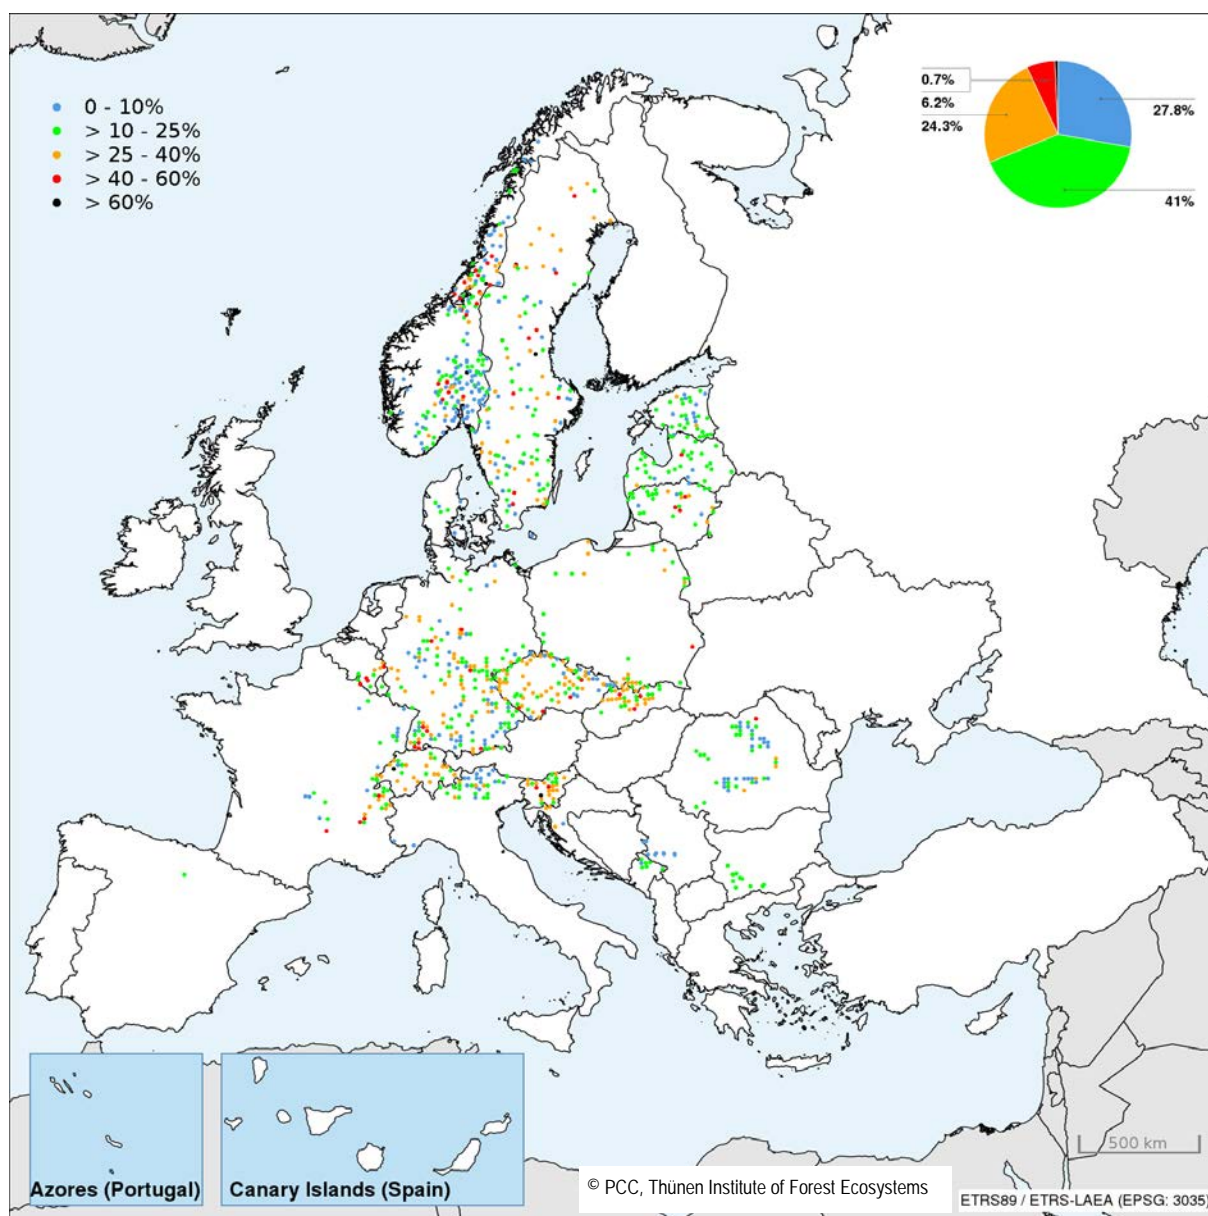 0 - 10%
> 10 - 25%
> 25 - 40%
> 40 - 60%
> 60%
0.7%
6.2%
24.3%
27.8%
41%
500 km
Azores (Portugal)
Canary Islands (Spain)
© PCC, Thünen Institute of Forest Ecosystems
ETRS89 / ETRS-LAEA (EPSG: 3035)